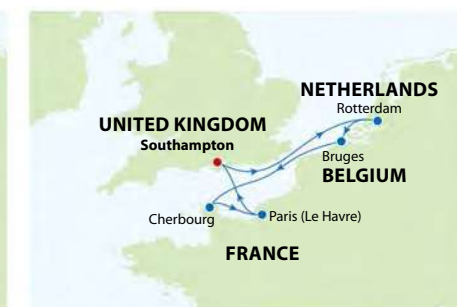 NETHERLANDS
Rotterdam
UNITED KINGDOM
Southampton
Bruges
BELGIUM
Cherbourg
Paris (Le Havre)
FRANCE